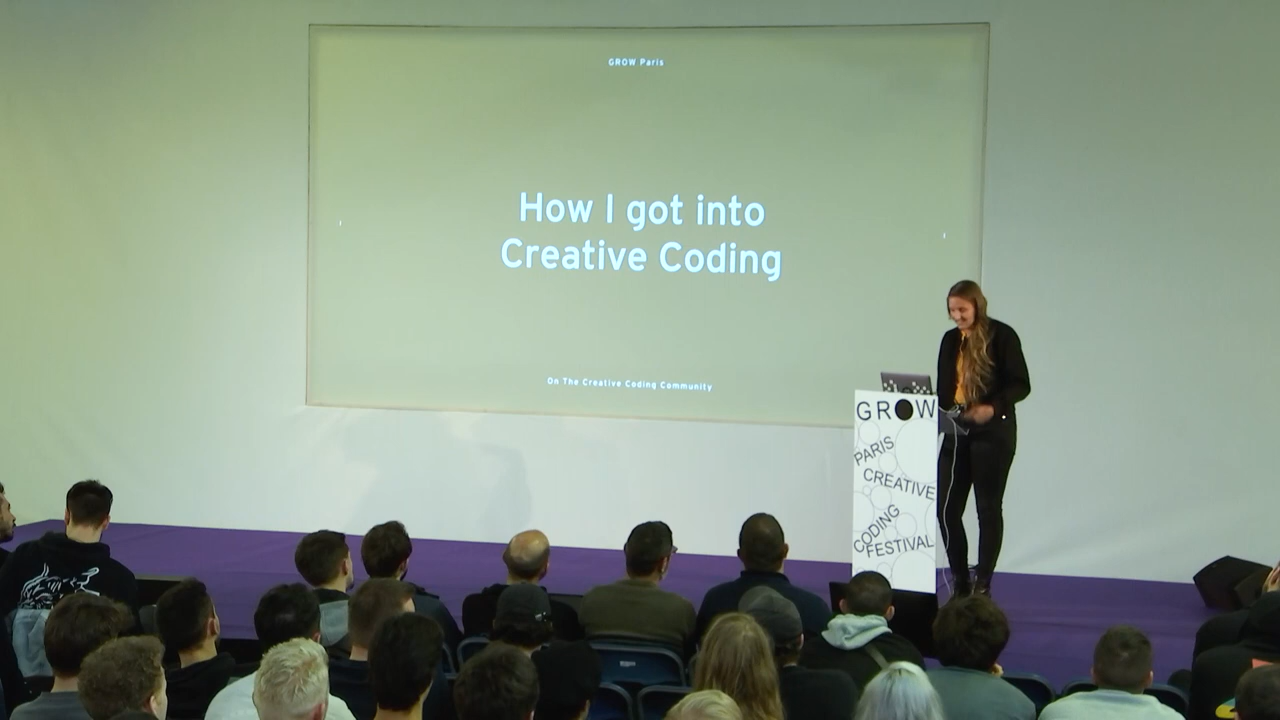 GROW Paris
How I got into
Creative Coding
On The Creative Coding Community
GROW
PARIS
CREATIVE
CODING
FESTIVAL